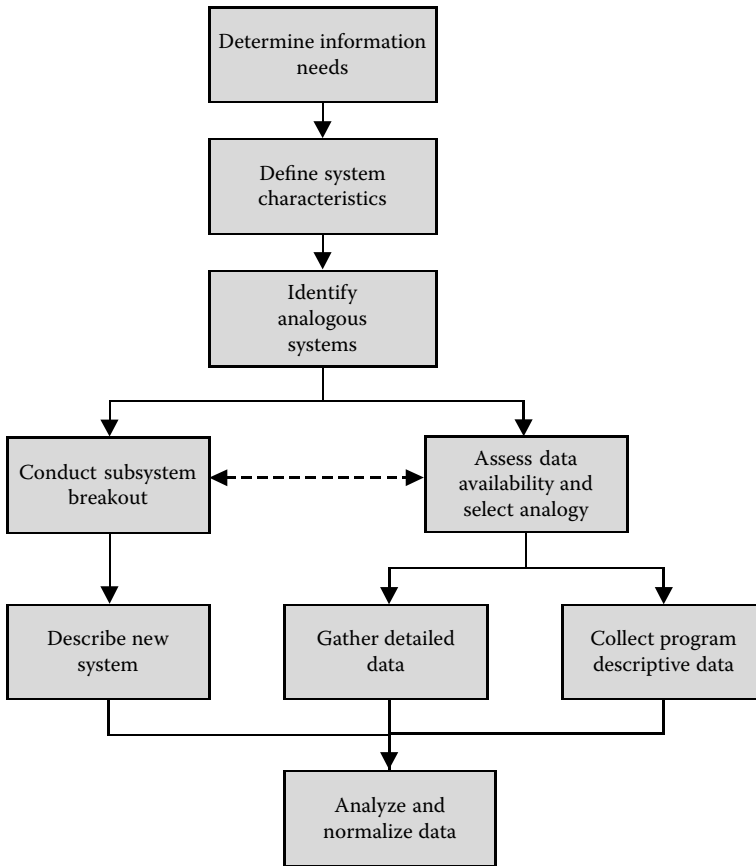 Determine information
needs
Define system
characteristics
Identify
analogous
systems
Conduct subsystem
breakout
Assess data
availability and
select analogy
Describe new
system
Gather detailed
data
Collect program
descriptive data
Analyze and
normalize data